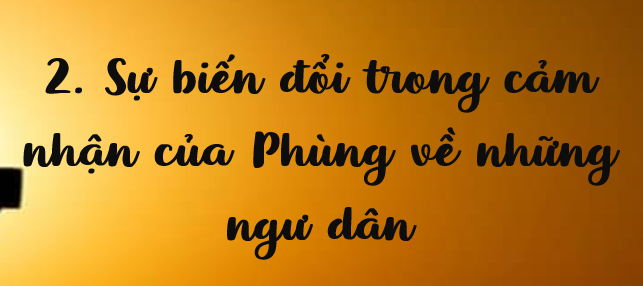 2. Sự biến đổi trong cảm
nhận của Phùng về những
ngư dân